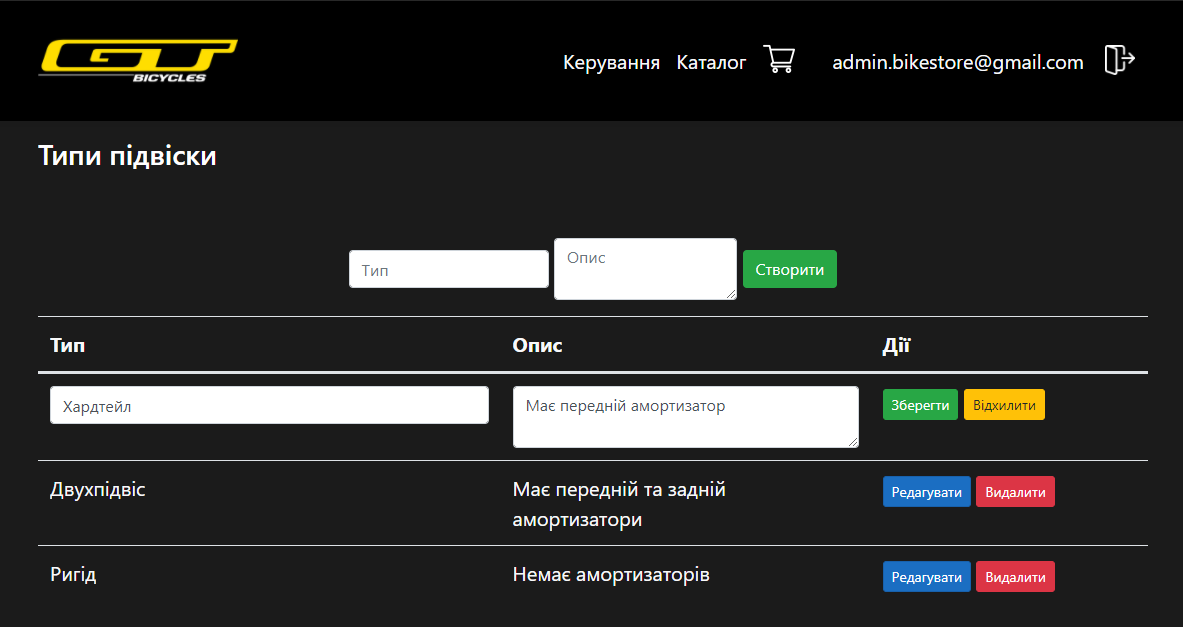 GT
BICYCLES
Керування Каталог admin.bikestore@gmail.com
Типи підвіски
Тип Опис Створити
Тип Опис Дії
Хардтейл Має передній амортизатор Зберегти Відхилити
Двухпідвіс Має передній та задній Редагувати Видалити
амортизатори
Ригід Немає амортизаторів Редагувати Видалити